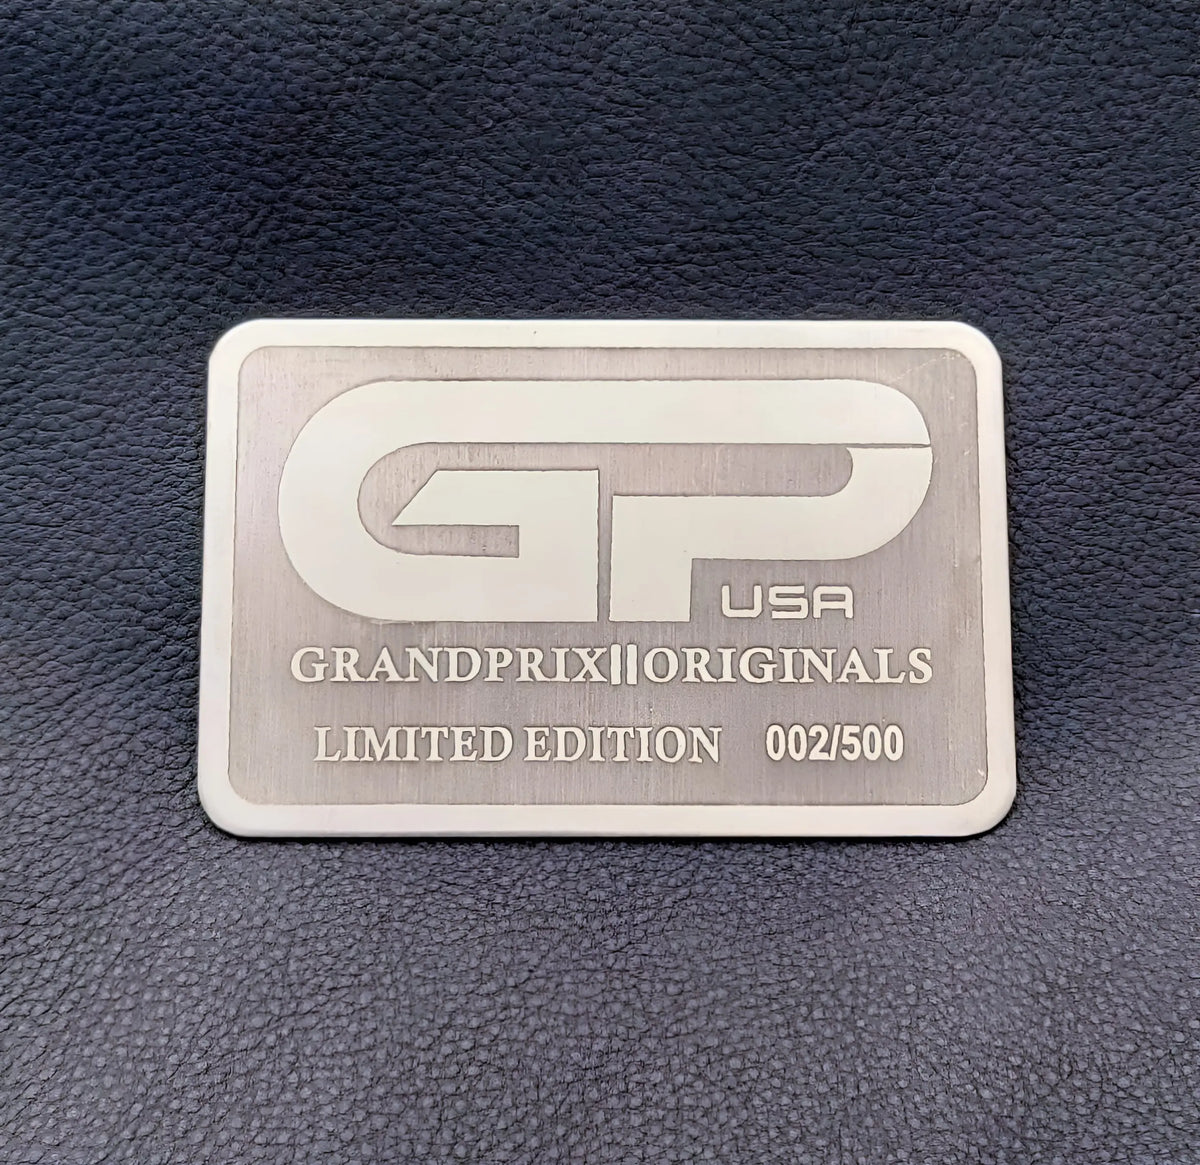 GP
USA
GRANDPRIX||ORIGINALS
LIMITED EDITION 002/500